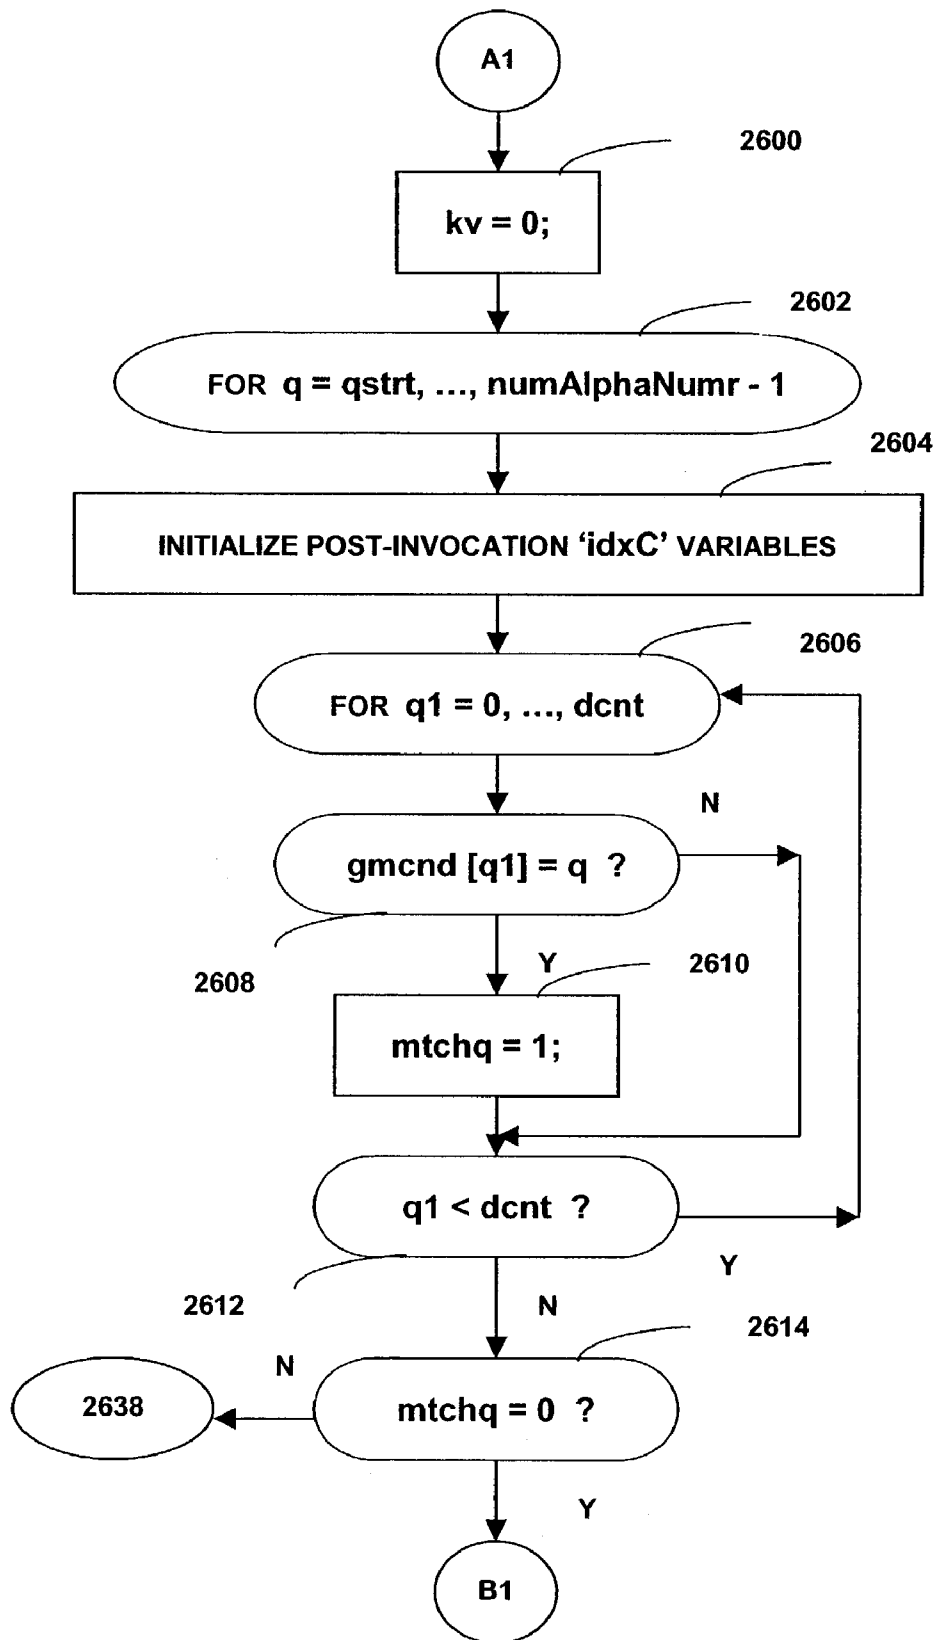 A1
2600
kv = 0;
2602
FOR q = qstrt, ..., numAlphaNumr - 1
2604
INITIALIZE POST-INVOCATION ‘idxC’ VARIABLES
2606
FOR q1 = 0, ..., dcnt
N
gmcnd [q1] = q ?
2608
Y
2610
mtchq = 1;
q1 < dcnt ?
Y
2612
N
2614
N
2638
mtchq = 0 ?
Y
B1